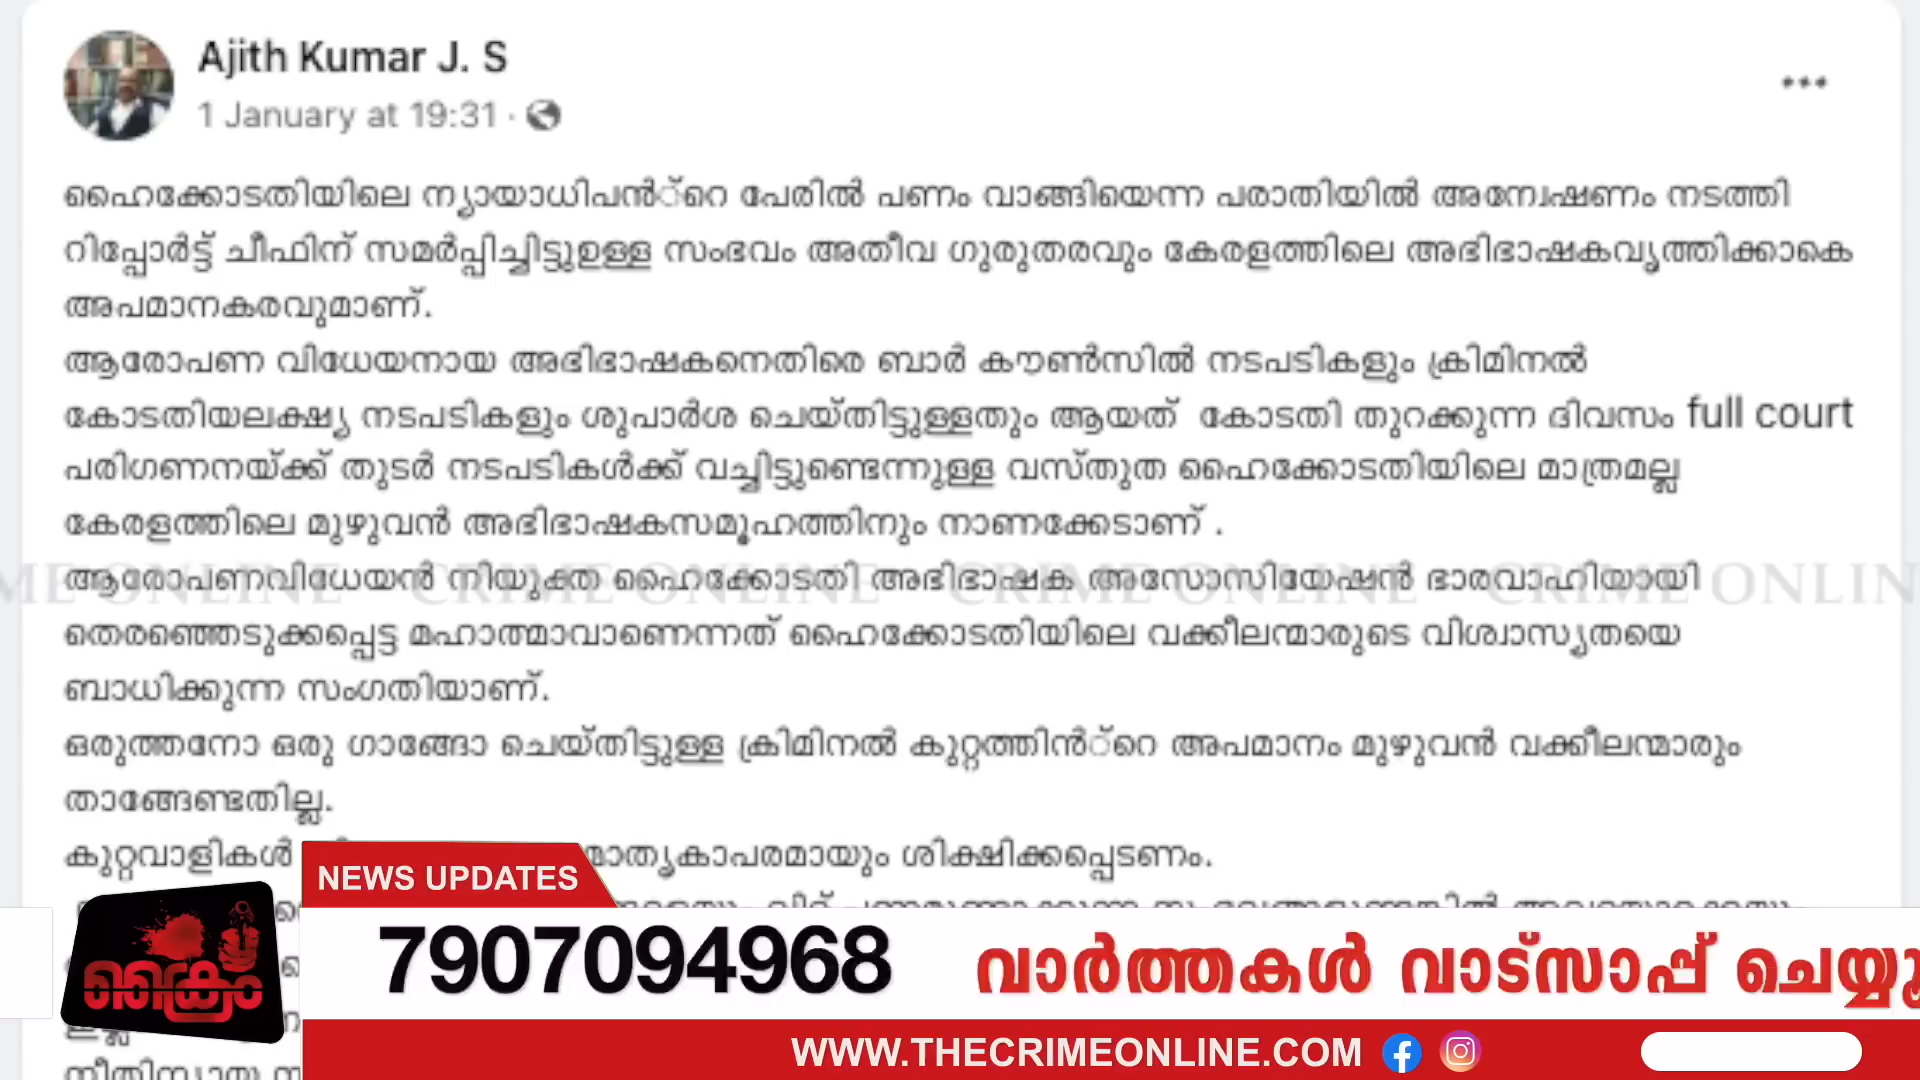 Ajith Kumar J. S
1 January at 19:31 ·
ഹൈക്കോടതിയിലെ ന്യായാധിപൻ്റെ പേരിൽ പണം വാങ്ങിയെന്ന പരാതിയിൽ അന്വേഷണം നടത്തി
റിപ്പോർട്ട് ചീഫിന് സമർപ്പിച്ചിട്ടുഉള്ള സംഭവം അതീവ ഗുരുതരവും കേരളത്തിലെ അഭിഭാഷകവൃത്തിക്കാകെ
അപമാനകരവുമാണ്.
ആരോപണ വിധേയനായ അഭിഭാഷകനെതിരെ ബാർ കൗൺസിൽ നടപടികളും ക്രിമിനൽ
കോടതിയലക്ഷ്യ നടപടികളും ശുപാർശ ചെയ്തിട്ടുള്ളതും ആയത് കോടതി തുറക്കുന്ന ദിവസം full court
പരിഗണനയ്ക്ക് തുടർ നടപടികൾക്ക് വച്ചിട്ടുണ്ടെന്നുള്ള വസ്തുത ഹൈക്കോടതിയിലെ മാത്രമല്ല
കേരളത്തിലെ മുഴുവൻ അഭിഭാഷകസമൂഹത്തിനും നാണക്കേടാണ് .
ആരോപണവിധേയൻ നിയുക്ത ഹൈക്കോടതി അഭിഭാഷക അസോസിയേഷൻ ഭാരവാഹിയായി
CRIME ONLINE CRIME ONLINE
തെരഞ്ഞെടുക്കപ്പെട്ട മഹാത്മാവാണെന്നത് ഹൈക്കോടതിയിലെ വക്കീലന്മാരുടെ വിശ്വാസ്യതയെ
ബാധിക്കുന്ന സംഗതിയാണ്.
ഒരുത്തനോ ഒരു ഗാങ്ങോ ചെയ്തിട്ടുള്ള ക്രിമിനൽ കുറ്റത്തിൻ്റെ അപമാനം മുഴുവൻ വക്കീലന്മാരും
താങ്ങേണ്ടതില്ല.
കുറ്റവാളികൾ മാതൃകാപരമായും ശിക്ഷിക്കപ്പെടണം.
NEWS UPDATES
ക്രൈം
7907094968 വാർത്തകൾ വാട്സാപ്പ് ചെയ്യൂ
WWW.THECRIMEONLINE.COM